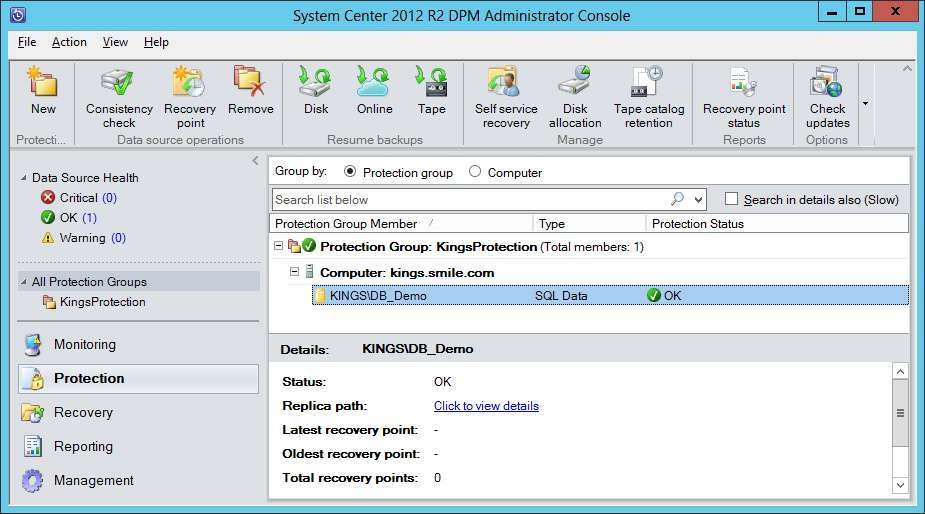 System Center 2012 R2 DPM Administrator Console
File Action View Help
New Consistency check Recovery point Remove Disk Online Tape Self service recovery Disk allocation Tape catalog retention Recovery point status Check updates
Protecti... Data source operations Resume backups Manage Reports Options
Data Source Health
Critical (0)
OK (1)
Warning (0)
All Protection Groups
KingsProtection
Monitoring
Protection
Recovery
Reporting
Management
Group by: Protection group Computer
Search list below Search in details also (Slow)
Protection Group Member / Type Protection Status
Protection Group: KingsProtection (Total members: 1)
Computer: kings.smile.com
KINGS\DB_Demo SQL Data OK
Details: KINGS\DB_Demo
Status: OK
Replica path: Click to view details
Latest recovery point: -
Oldest recovery point: -
Total recovery points: 0